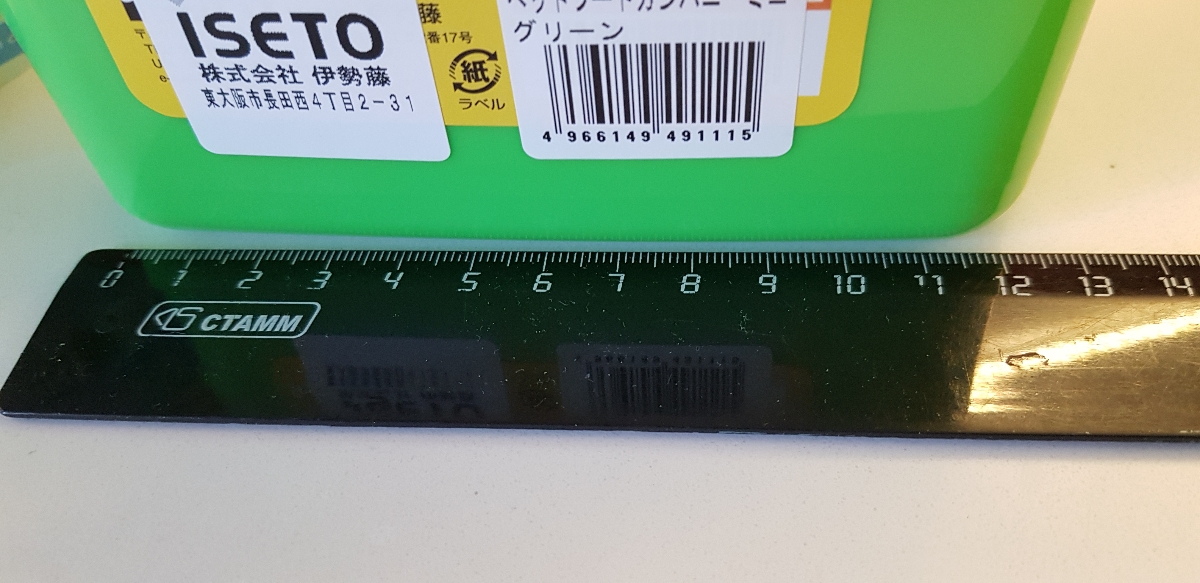 ISETO
株式会社 伊勢藤
東大阪市長田西4丁目2-31
藤
番17号
紙
ラベル
グリーン
4 966149 491115
0 1 2 3 4 5 6 7 8 9 10 11 12 13 14
СТАММ